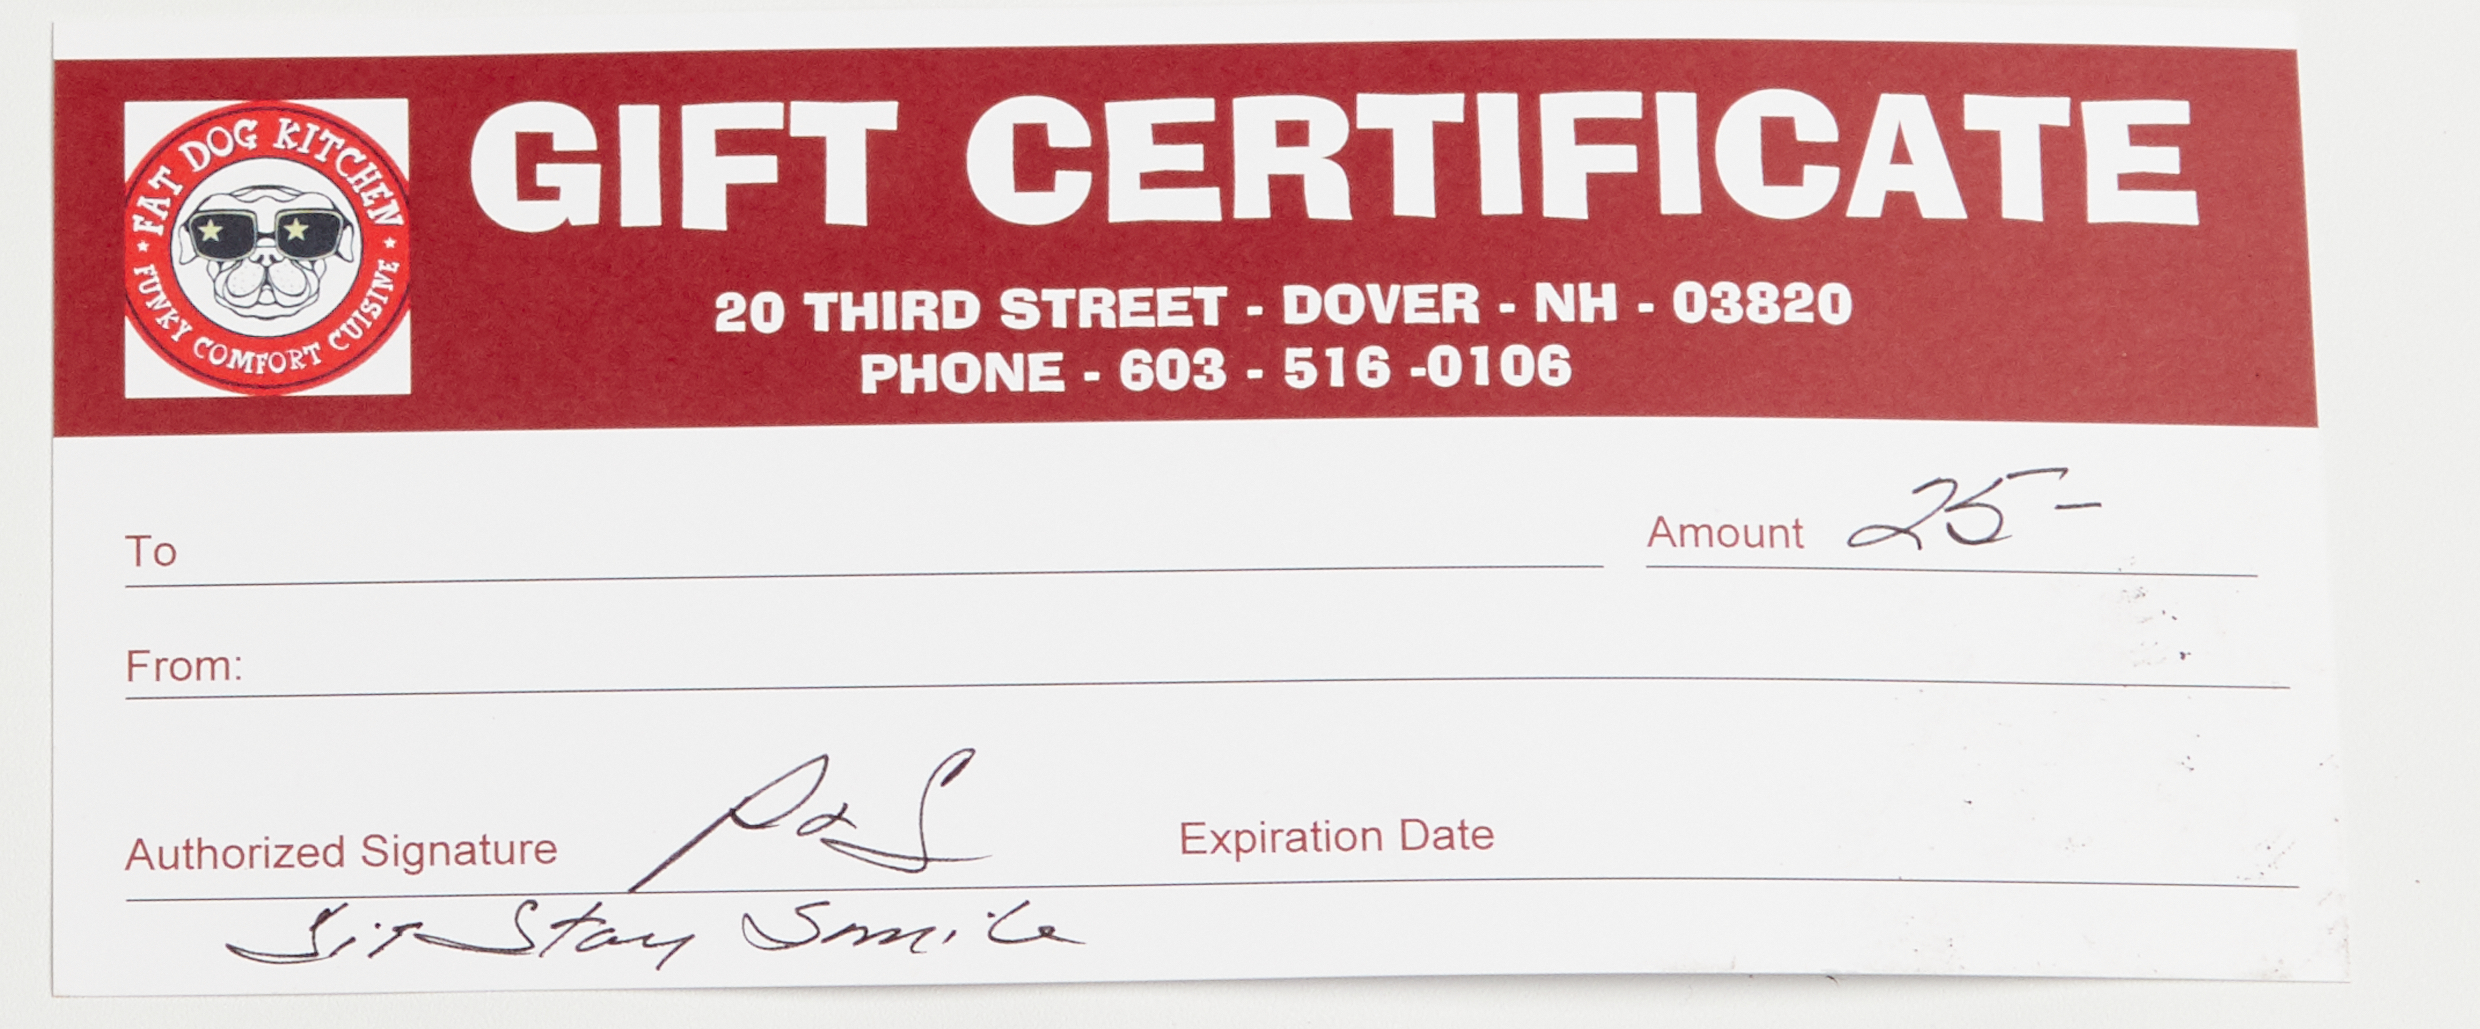 FAT DOG KITCHEN
FUNKY COMFORT CUISINE
GIFT CERTIFICATE
20 THIRD STREET - DOVER - NH - 03820
PHONE - 603 - 516 -0106
To
Amount 25-
From:
Authorized Signature
Expiration Date
Sit Stay Smile